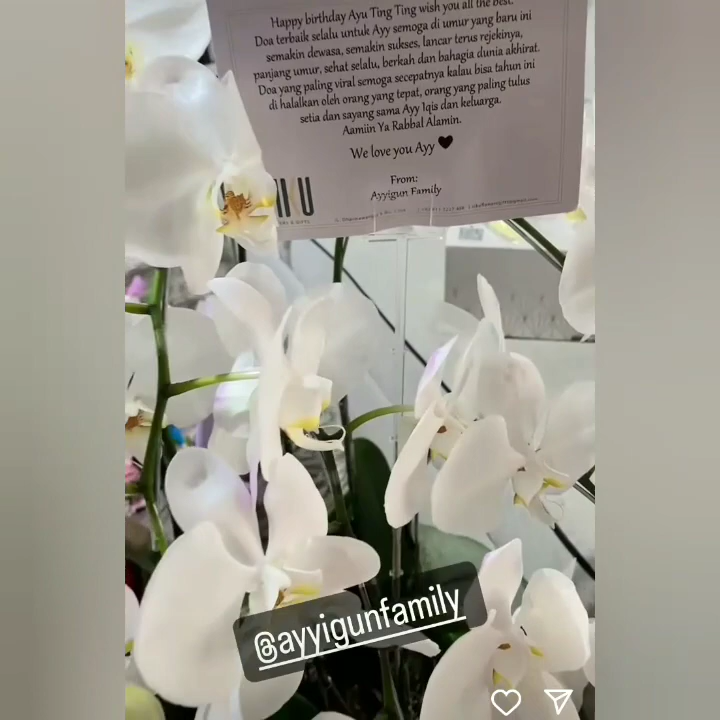 Happy birthday Ayu Ting Ting wish you all the best.
Doa terbaik selalu untuk Ayy semoga di umur yang baru ini
semakin dewasa, semakin sukses, lancar terus rejekinya,
panjang umur, sehat selalu, berkah dan bahagia dunia akhirat.
Doa yang paling viral semoga secepatnya kalau bisa tahun ini
di halalkan oleh orang yang tepat, orang yang paling tulus
setia dan sayang sama Ayy Iqis dan keluarga.
Aamiin Ya Rabbal Alamin.
We love you Ayy
From:
Ayyigun Family
@ayyigunfamily